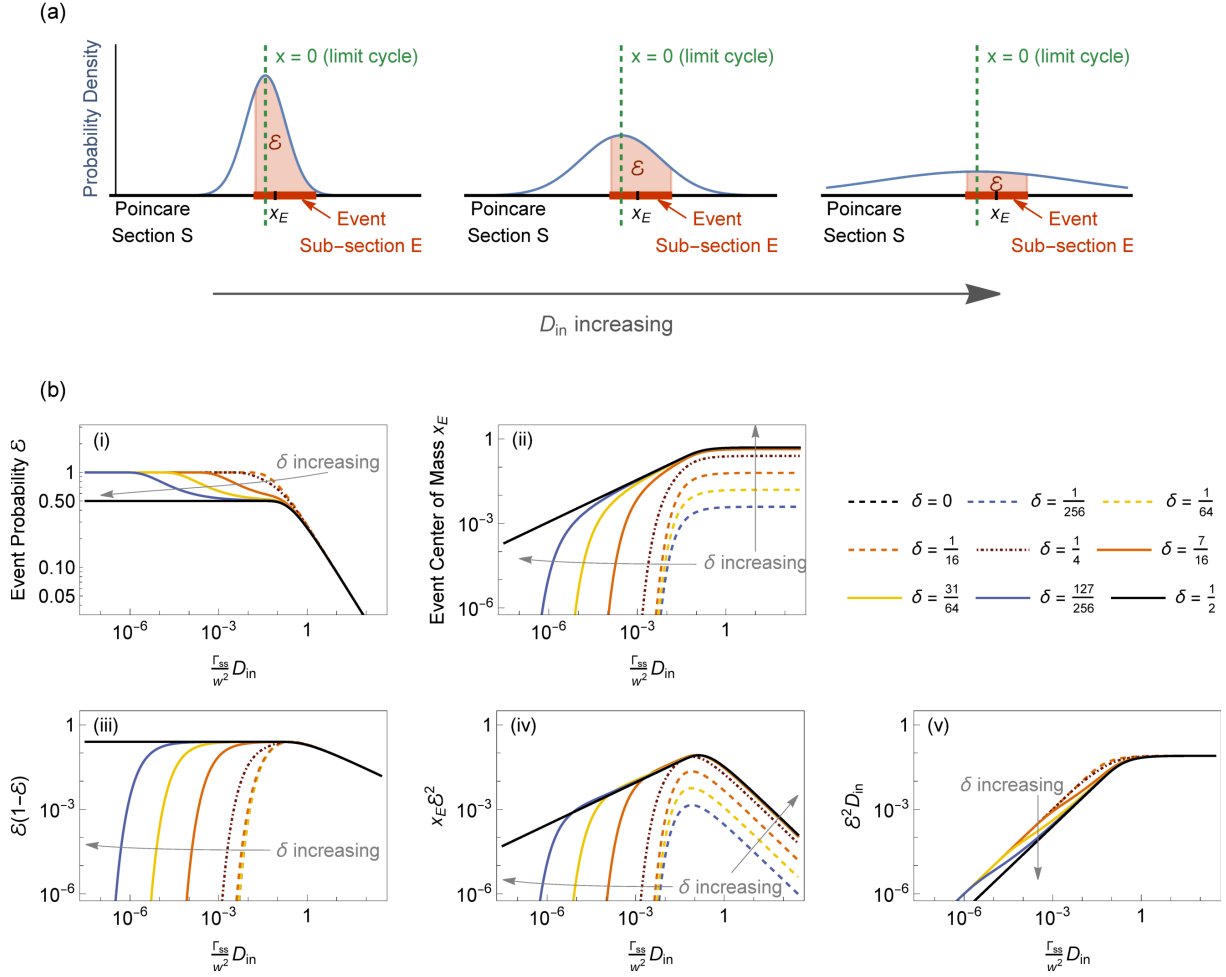 (a)
x = 0 (limit cycle)
x = 0 (limit cycle)
x = 0 (limit cycle)
Probability Density
ℰ
ℰ
ℰ
x_E
x_E
x_E
Poincare
Section S
Event
Sub−section E
Poincare
Section S
Event
Sub−section E
Poincare
Section S
Event
Sub−section E
D_in increasing
(b)
(i)
Event Probability ℰ
1
0.50
0.10
0.05
δ increasing
10^-6
10^-3
1
Γ_ss/w^2 D_in
(ii)
Event Center of Mass x_E
1
10^-3
10^-6
δ increasing
10^-6
10^-3
1
Γ_ss/w^2 D_in
δ = 0
δ = 1/256
δ = 1/64
δ = 1/16
δ = 1/4
δ = 7/16
δ = 31/64
δ = 127/256
δ = 1/2
(iii)
ℰ(1−ℰ)
1
10^-3
10^-6
δ increasing
10^-6
10^-3
1
Γ_ss/w^2 D_in
(iv)
x_E ℰ^2
1
10^-3
10^-6
δ increasing
10^-6
10^-3
1
Γ_ss/w^2 D_in
(v)
ℰ^2 D_in
1
10^-3
10^-6
δ increasing
10^-6
10^-3
1
Γ_ss/w^2 D_in